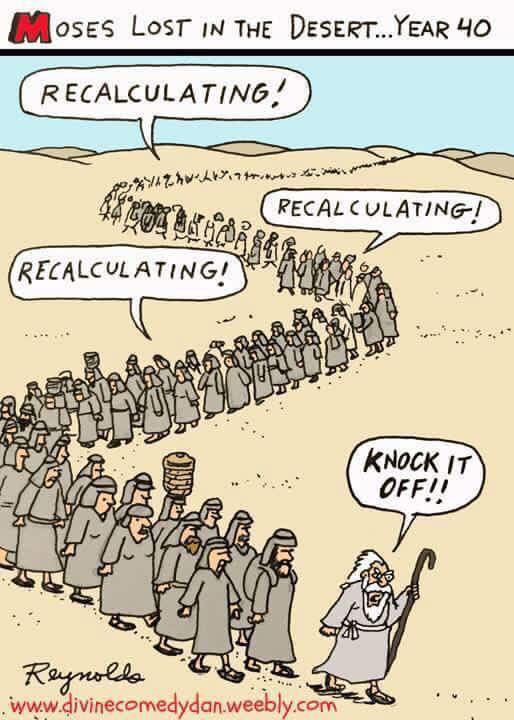 MOSES LOST IN THE DESERT...YEAR 40
RECALCULATING!
RECALCULATING!
RECALCULATING!
KNOCK IT
OFF!!
Reynolds
www.divinecomedydan.weebly.com